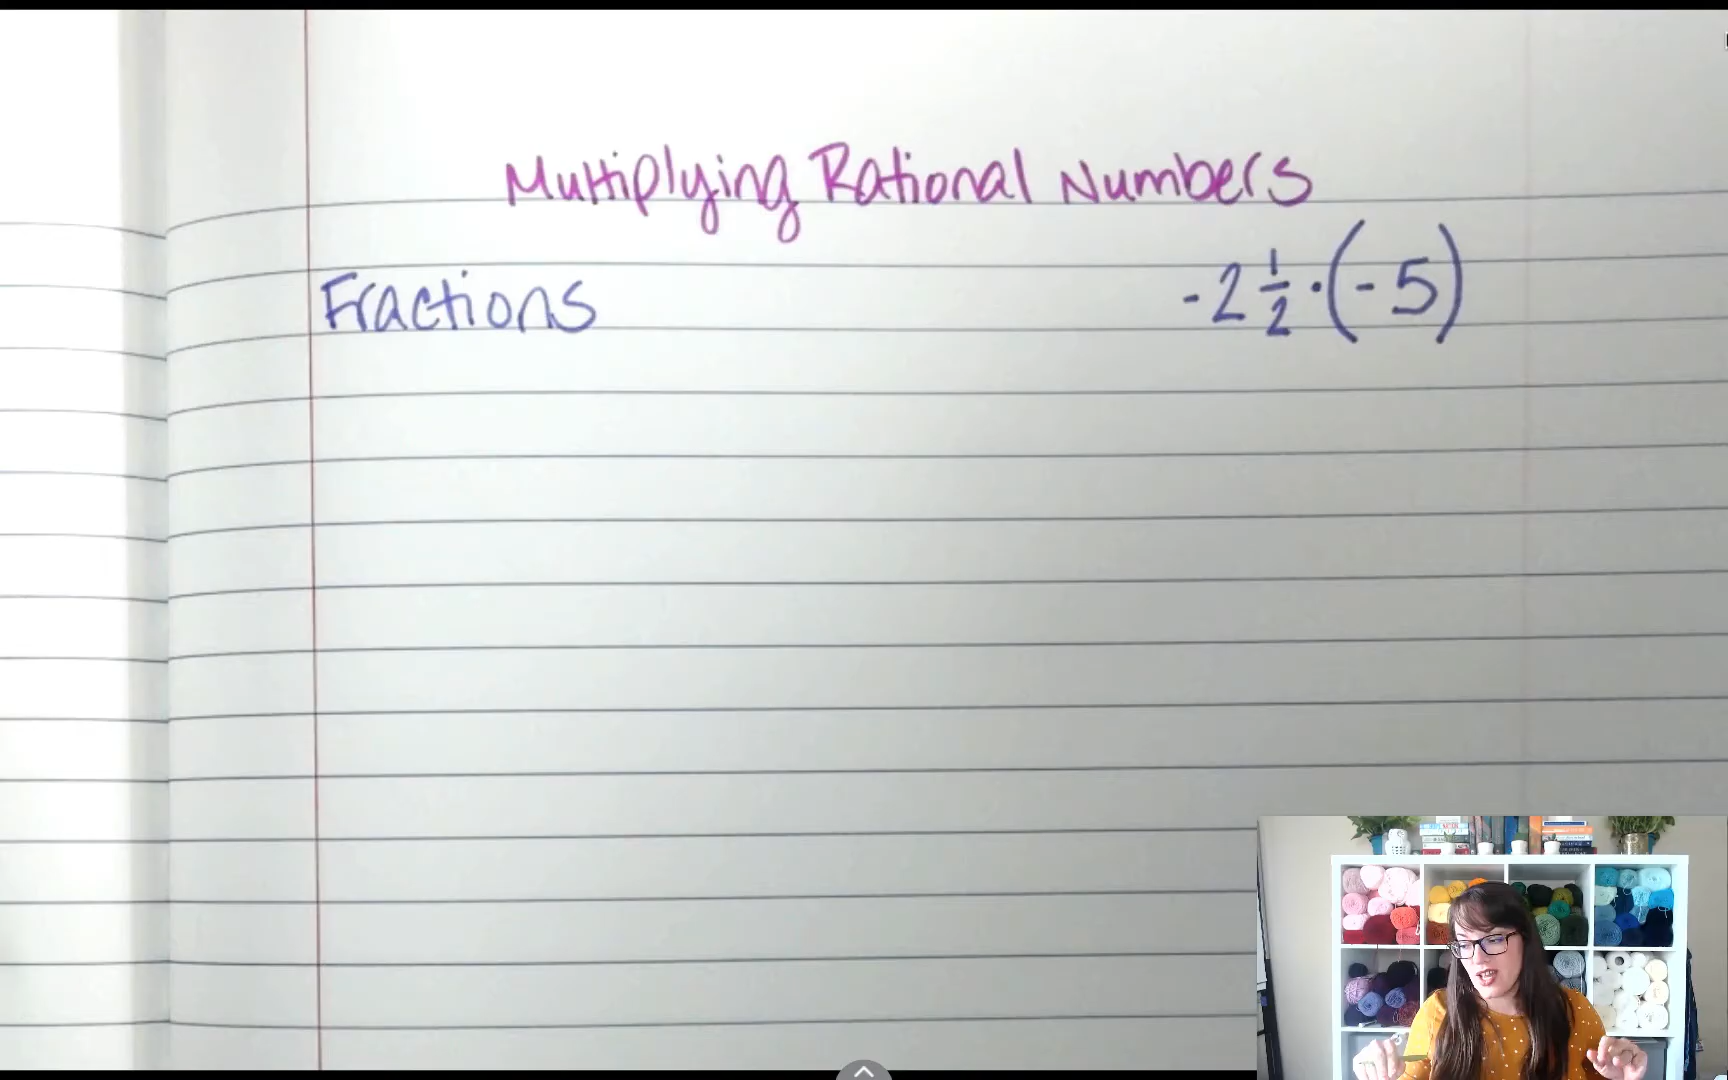 Multiplying Rational Numbers
Fractions
-2 1/2 · (-5)